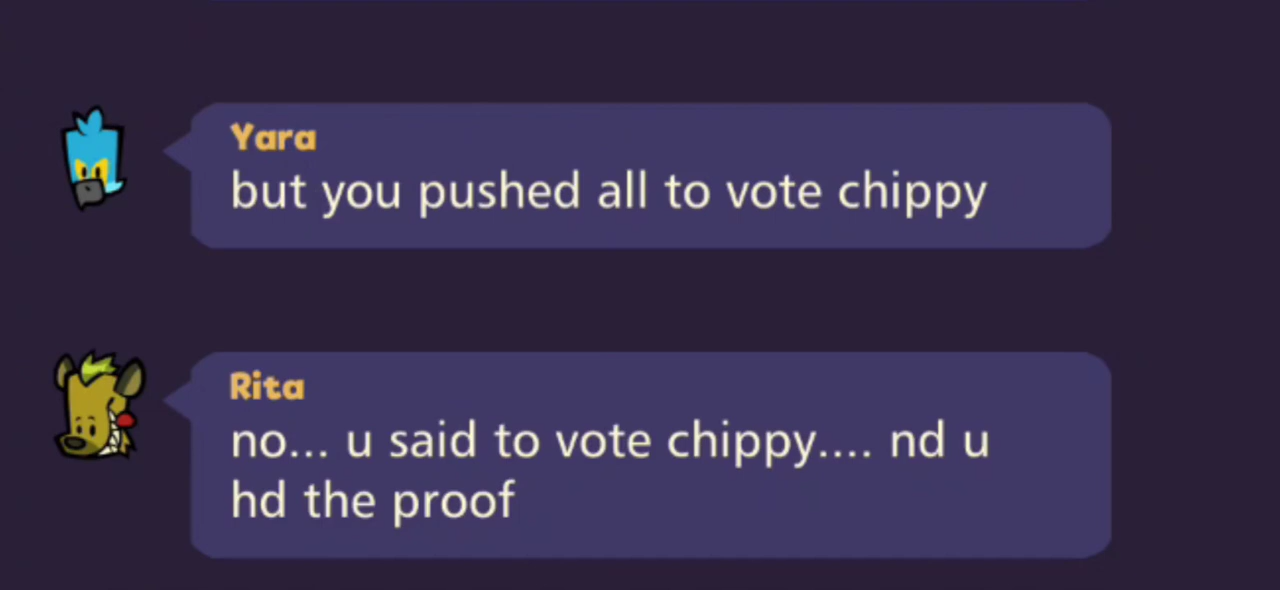 Yara
but you pushed all to vote chippy
Rita
no... u said to vote chippy.... nd u
hd the proof